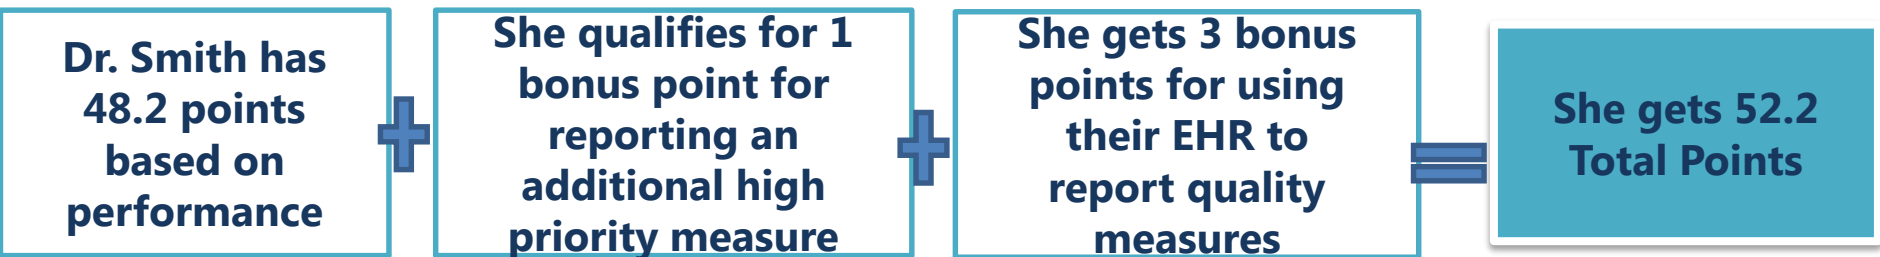 Dr. Smith has
48.2 points
based on
performance
She qualifies for 1
bonus point for
reporting an
additional high
priority measure
She gets 3 bonus
points for using
their EHR to
report quality
measures
She gets 52.2
Total Points